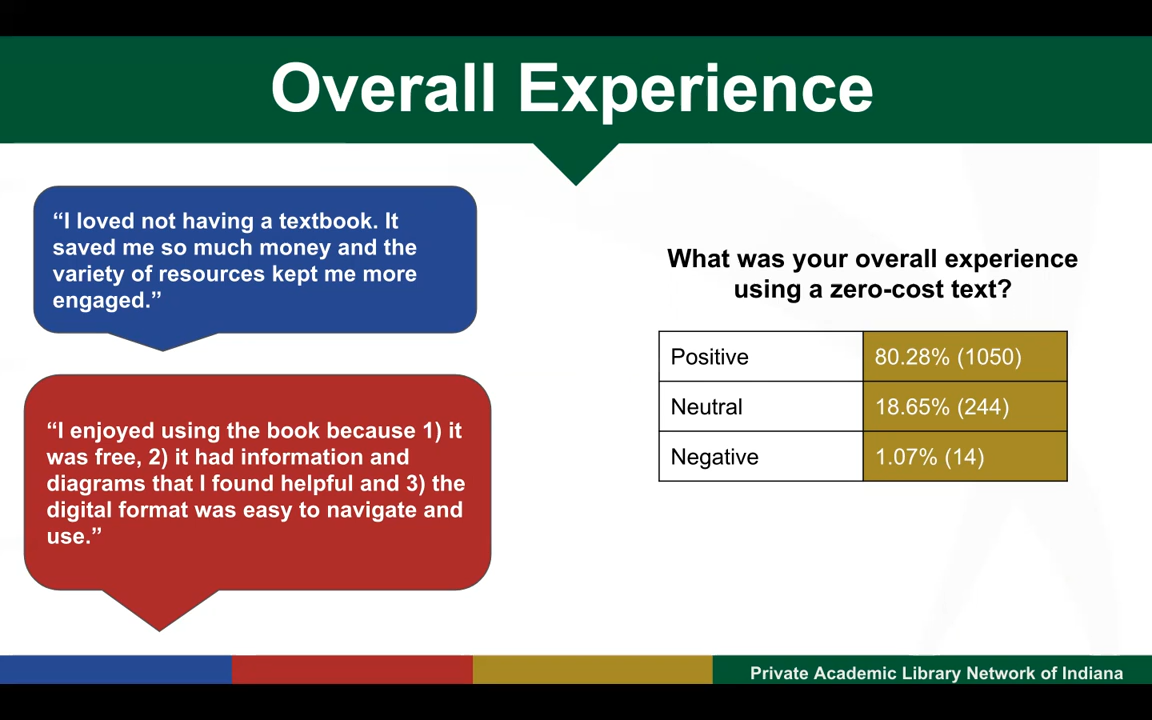 Overall Experience
“I loved not having a textbook. It
saved me so much money and the
variety of resources kept me more
engaged.”
“I enjoyed using the book because 1) it
was free, 2) it had information and
diagrams that I found helpful and 3) the
digital format was easy to navigate and
use.”
What was your overall experience
using a zero-cost text?
Positive 80.28% (1050)
Neutral 18.65% (244)
Negative 1.07% (14)
Private Academic Library Network of Indiana